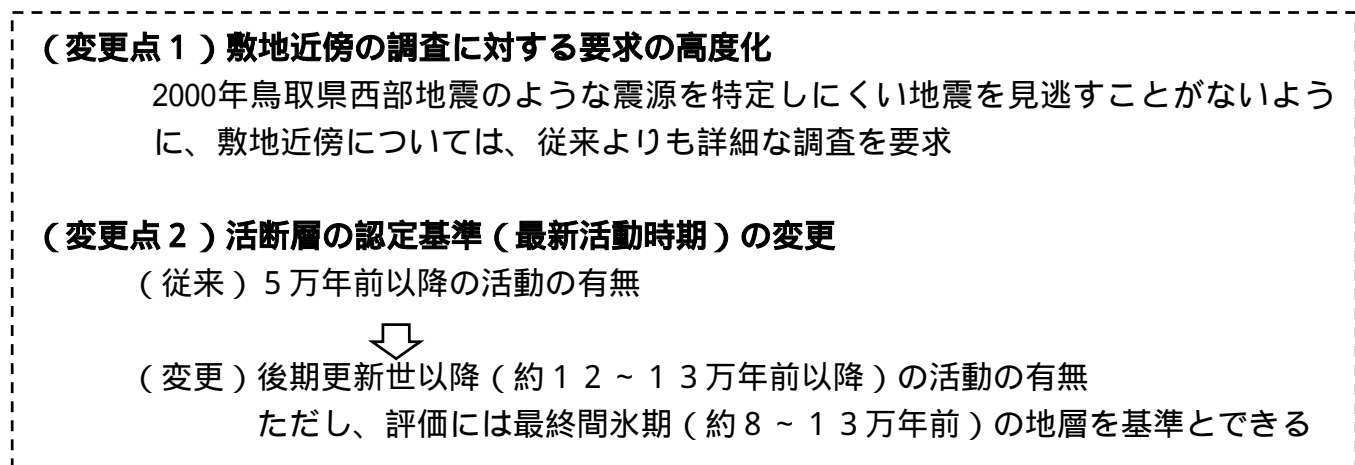 （変更点１）敷地近傍の調査に対する要求の高度化
2000年鳥取県西部地震のような震源を特定しにくい地震を見逃すことがないよう
に、敷地近傍については、従来よりも詳細な調査を要求
（変更点２）活断層の認定基準（最新活動時期）の変更
（従来）５万年前以降の活動の有無
（変更）後期更新世以降（約１２～１３万年前以降）の活動の有無
ただし、評価には最終間氷期（約８～１３万年前）の地層を基準とできる